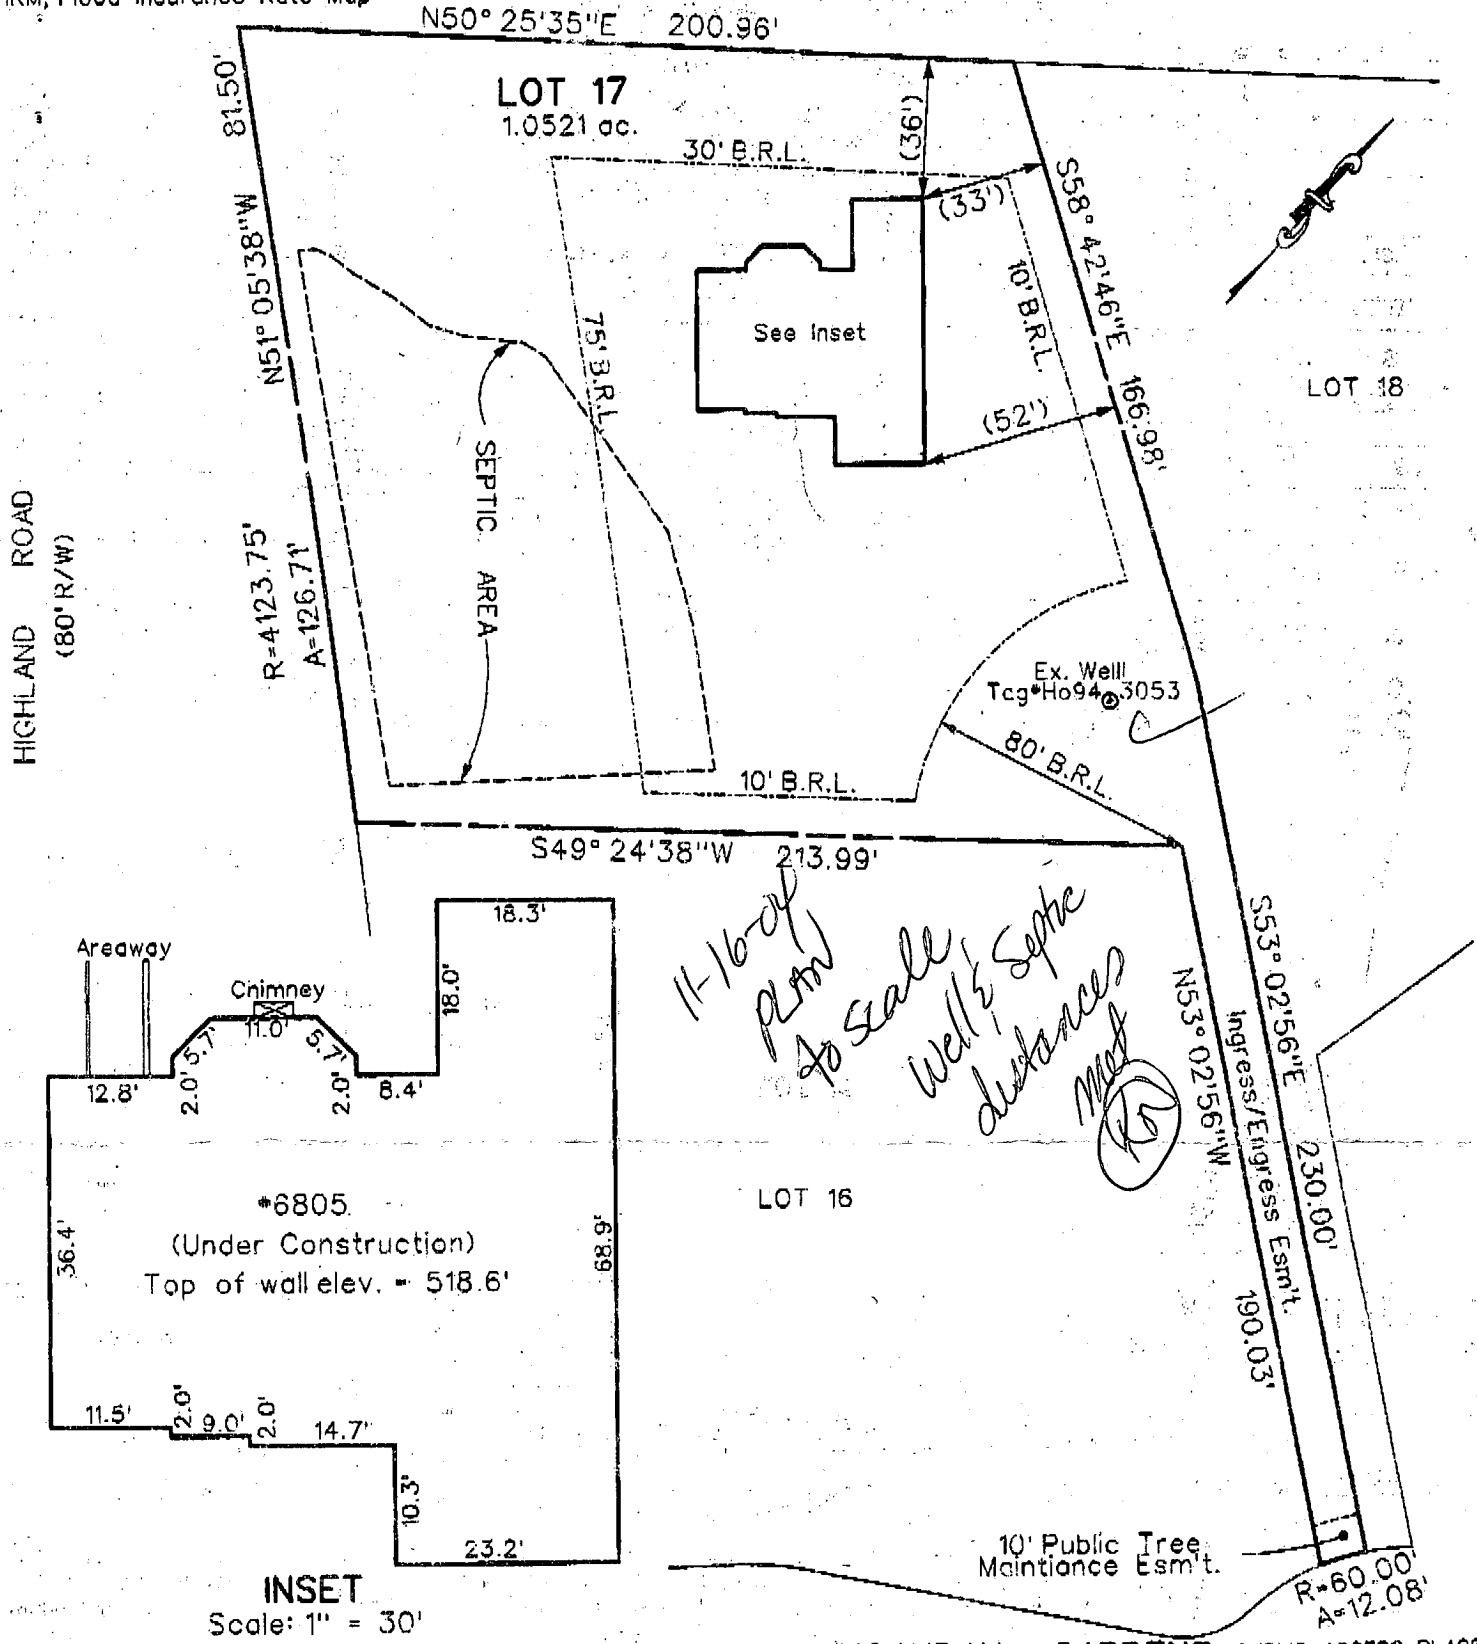 Flood Insurance Rate Map
N50° 25'35"E 200.96'
81.50'
LOT 17
1.0521 ac.
(36')
30' B.R.L.
(33')
S58° 42'46"E 166.98'
N51° 05'38"W
10' B.R.L.
75' B.R.L.
See Inset
LOT 18
(52')
SEPTIC AREA
HIGHLAND ROAD
(80' R/W)
R=4123.75'
A=126.71'
Ex. Welll
Tag#Ho94-3053
80' B.R.L.
10' B.R.L.
S49° 24'38"W 213.99'
11-16-04
PLAN
to scale
well & Septic
distances
met
S53° 02'56"E 230.00'
N53° 02'56"W 190.03'
Ingress/Engress Esm't.
Areaway
Chimney
18.3'
18.0'
11.0'
5.7'
5.7'
12.8'
2.0'
2.0'
8.4'
#6805
(Under Construction)
Top of wall elev. = 518.6'
36.4'
68.9'
LOT 16
11.5'
2.0'
9.0'
2.0'
14.7'
10.3'
23.2'
INSET
Scale: 1" = 30'
10' Public Tree
Maintiance Esm't.
R=60.00'
A=12.08'